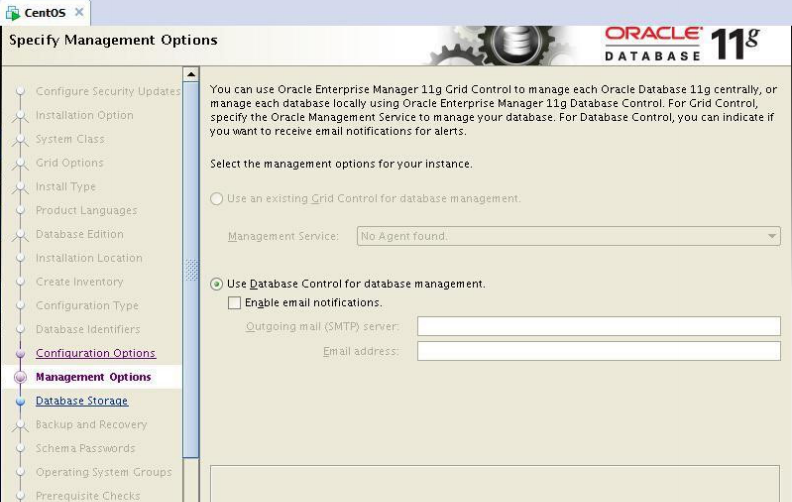 CentOS ×
Specify Management Options
ORACLE
DATABASE 11g
Configure Security Updates
Installation Option
System Class
Grid Options
Install Type
Product Languages
Database Edition
Installation Location
Create Inventory
Configuration Type
Database Identifiers
Configuration Options
Management Options
Database Storage
Backup and Recovery
Schema Passwords
Operating System Groups
Prerequisite Checks
You can use Oracle Enterprise Manager 11g Grid Control to manage each Oracle Database 11g centrally, or
manage each database locally using Oracle Enterprise Manager 11g Database Control. For Grid Control,
specify the Oracle Management Service to manage your database. For Database Control, you can indicate if
you want to receive email notifications for alerts.
Select the management options for your instance.
Use an existing Grid Control for database management.
Management Service: No Agent found.
Use Database Control for database management.
Enable email notifications.
Outgoing mail (SMTP) server:
Email address: